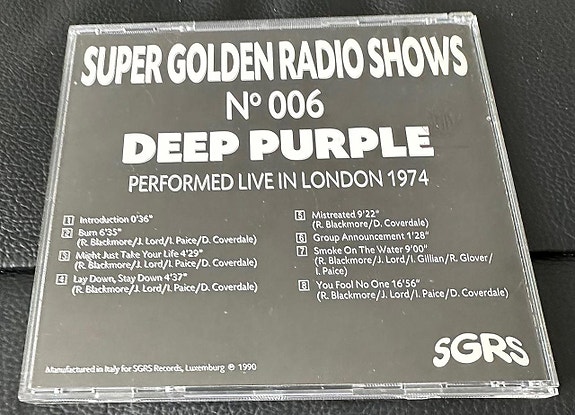 SUPER GOLDEN RADIO SHOWS
Nº 006
DEEP PURPLE
PERFORMED LIVE IN LONDON 1974
1 Introduction 0'36"
2 Burn 6'35"
(R. Blackmore/J. Lord/I. Paice/D. Coverdale)
3 Might Just Take Your Life 4'29"
(R. Blackmore/J. Lord/I. Paice/D. Coverdale)
4 Lay Down, Stay Down 4'37"
(R. Blackmore/J. Lord/I. Paice/D. Coverdale)
5 Mistreated 9'22"
(R. Blackmore/D. Coverdale)
6 Group Announcement 1'28"
7 Smoke On The Water 9'00"
(R. Blackmore/J. Lord/I. Gillian/R. Glover/
I. Paice)
8 You Fool No One 16'56"
(R. Blackmore/J. Lord/I. Paice/D. Coverdale)
Manufactured in Italy for SGRS Records, Luxemburg ℗ 1990
SGRS